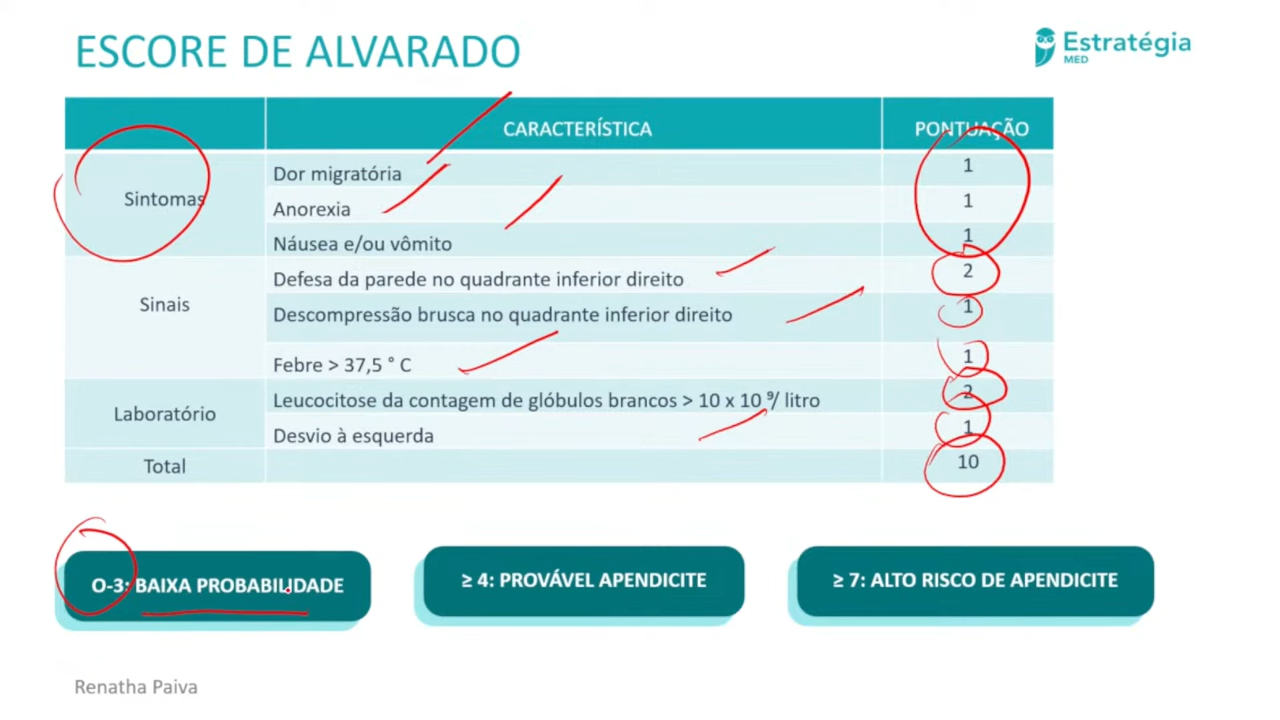 ESCORE DE ALVARADO
Estratégia
MED
CARACTERÍSTICA PONTUAÇÃO
Sintomas
Dor migratória 1
Anorexia 1
Náusea e/ou vômito 1
Sinais
Defesa da parede no quadrante inferior direito 2
Descompressão brusca no quadrante inferior direito 1
Febre > 37,5 ° C 1
Laboratório
Leucocitose da contagem de glóbulos brancos > 10 x 10 ⁹/ litro 2
Desvio à esquerda 1
Total 10
O-3: BAIXA PROBABILIDADE
≥ 4: PROVÁVEL APENDICITE
≥ 7: ALTO RISCO DE APENDICITE
Renatha Paiva